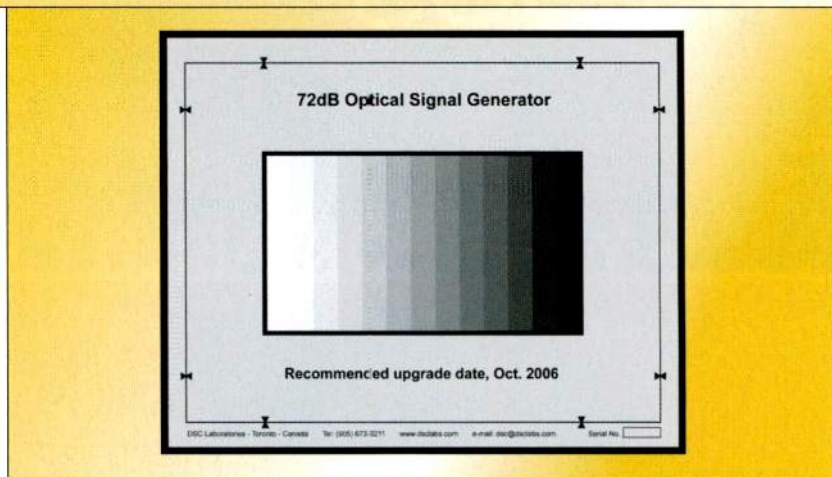 72dB Optical Signal Generator
Recommended upgrade date, Oct. 2006
DSC Laboratories - Toronto - Canada Tel: (905) 673-3211 www.dsclabs.com e-mail: dsc@dsclabs.com Serial No.